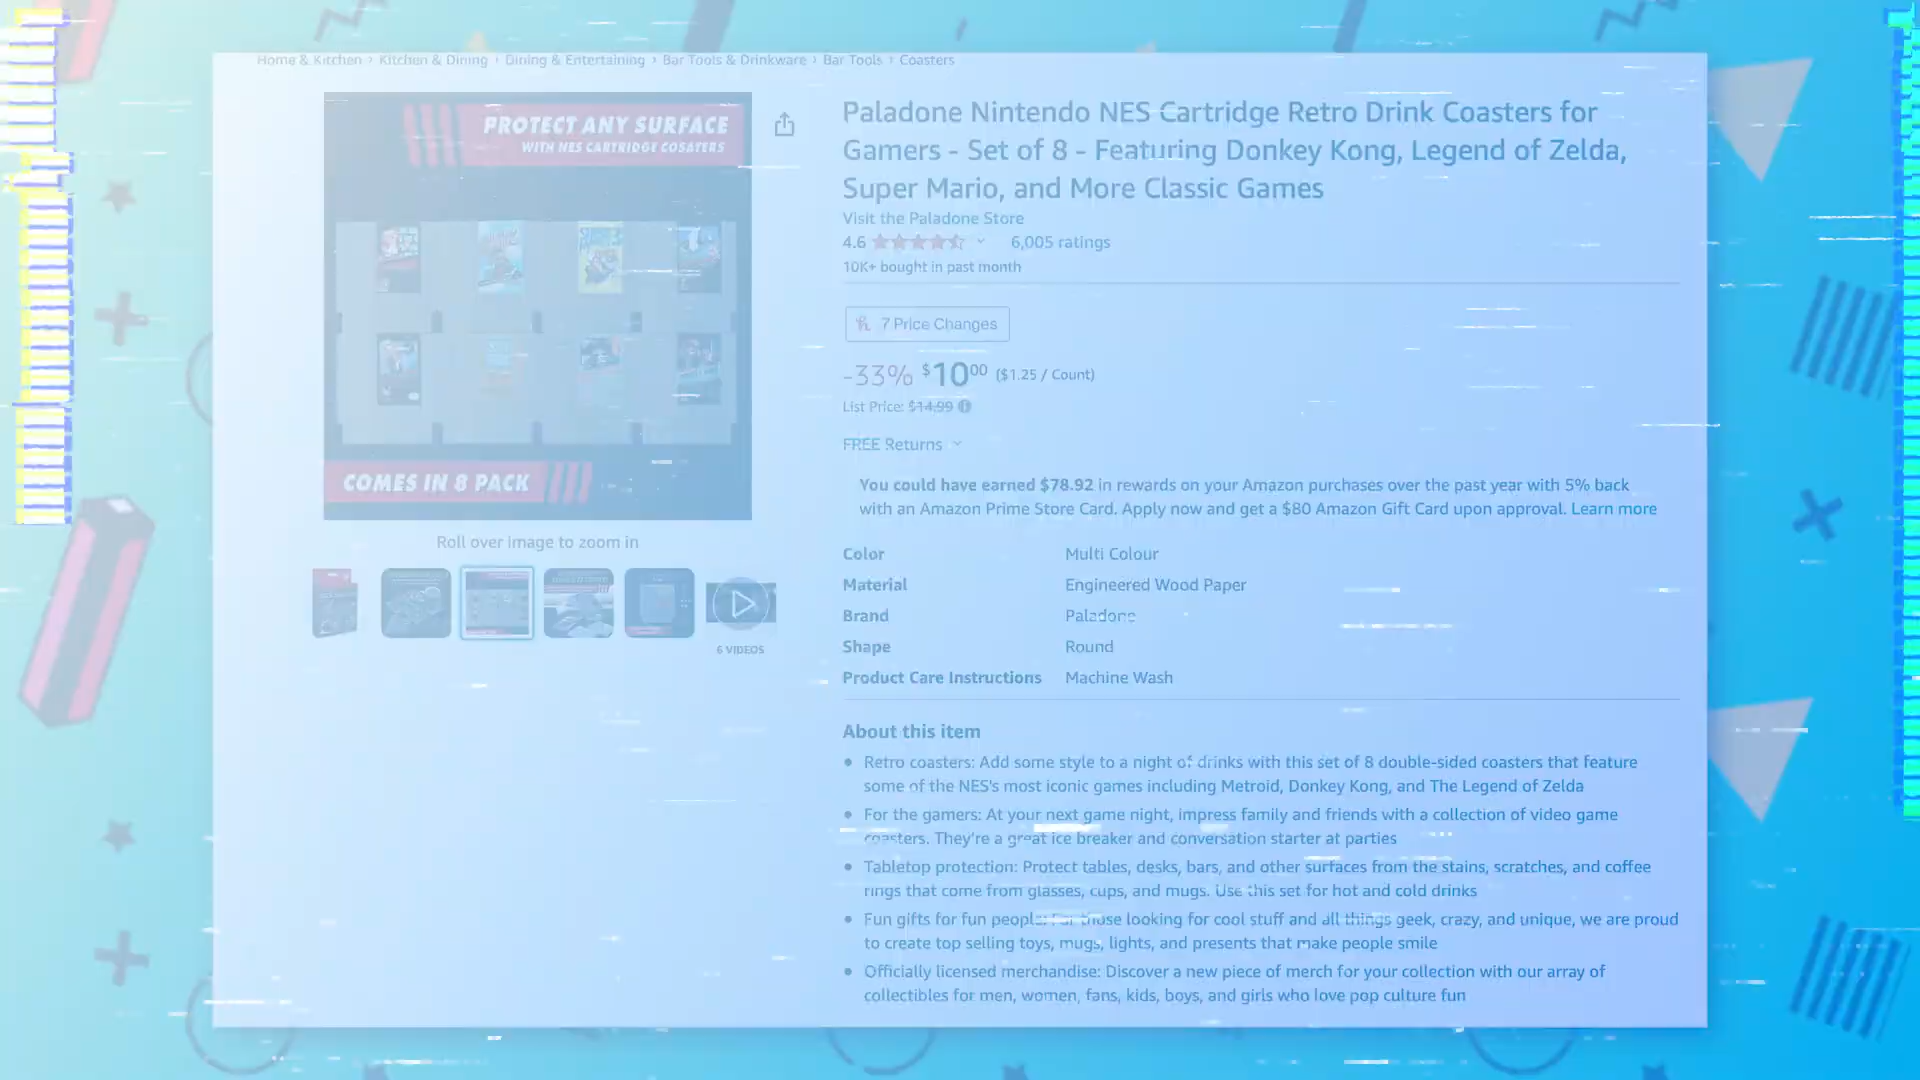 Home & Kitchen › Kitchen & Dining › Dining & Entertaining › Bar Tools & Drinkware › Bar Tools › Coasters
PROTECT ANY SURFACE
WITH NES CARTRIDGE COSATERS
COMES IN 8 PACK
Roll over image to zoom in
6 VIDEOS
Paladone Nintendo NES Cartridge Retro Drink Coasters for
Gamers - Set of 8 - Featuring Donkey Kong, Legend of Zelda,
Super Mario, and More Classic Games
Visit the Paladone Store
4.6 6,005 ratings
10K+ bought in past month
7 Price Changes
-33% $1000 ($1.25 / Count)
List Price: $14.99
FREE Returns
You could have earned $78.92 in rewards on your Amazon purchases over the past year with 5% back
with an Amazon Prime Store Card. Apply now and get a $80 Amazon Gift Card upon approval. Learn more
Color Multi Colour
Material Engineered Wood Paper
Brand Paladone
Shape Round
Product Care Instructions Machine Wash
About this item
• Retro coasters: Add some style to a night of drinks with this set of 8 double-sided coasters that feature
some of the NES's most iconic games including Metroid, Donkey Kong, and The Legend of Zelda
• For the gamers: At your next game night, impress family and friends with a collection of video game
coasters. They're a great ice breaker and conversation starter at parties
• Tabletop protection: Protect tables, desks, bars, and other surfaces from the stains, scratches, and coffee
rings that come from glasses, cups, and mugs. Use this set for hot and cold drinks
• Fun gifts for fun people: For those looking for cool stuff and all things geek, crazy, and unique, we are proud
to create top selling toys, mugs, lights, and presents that make people smile
• Officially licensed merchandise: Discover a new piece of merch for your collection with our array of
collectibles for men, women, fans, kids, boys, and girls who love pop culture fun